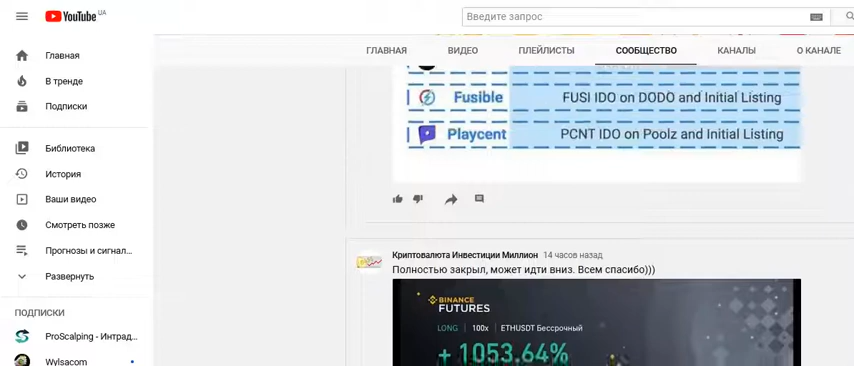 YouTube UA
Введите запрос
ГЛАВНАЯ ВИДЕО ПЛЕЙЛИСТЫ СООБЩЕСТВО КАНАЛЫ О КАНАЛЕ
Главная
В тренде
Подписки
Библиотека
История
Ваши видео
Смотреть позже
Прогнозы и сигнал...
Развернуть
ПОДПИСКИ
ProScalping - Интрад...
Wylsacom
Fusible FUSI IDO on DODO and Initial Listing
Playcent PCNT IDO on Poolz and Initial Listing
Криптовалюта Инвестиции Миллион 14 часов назад
Полностью закрыл, может идти вниз. Всем спасибо)))
BINANCE
FUTURES
LONG | 100x | ETHUSDT Бессрочный
+ 1053.64%